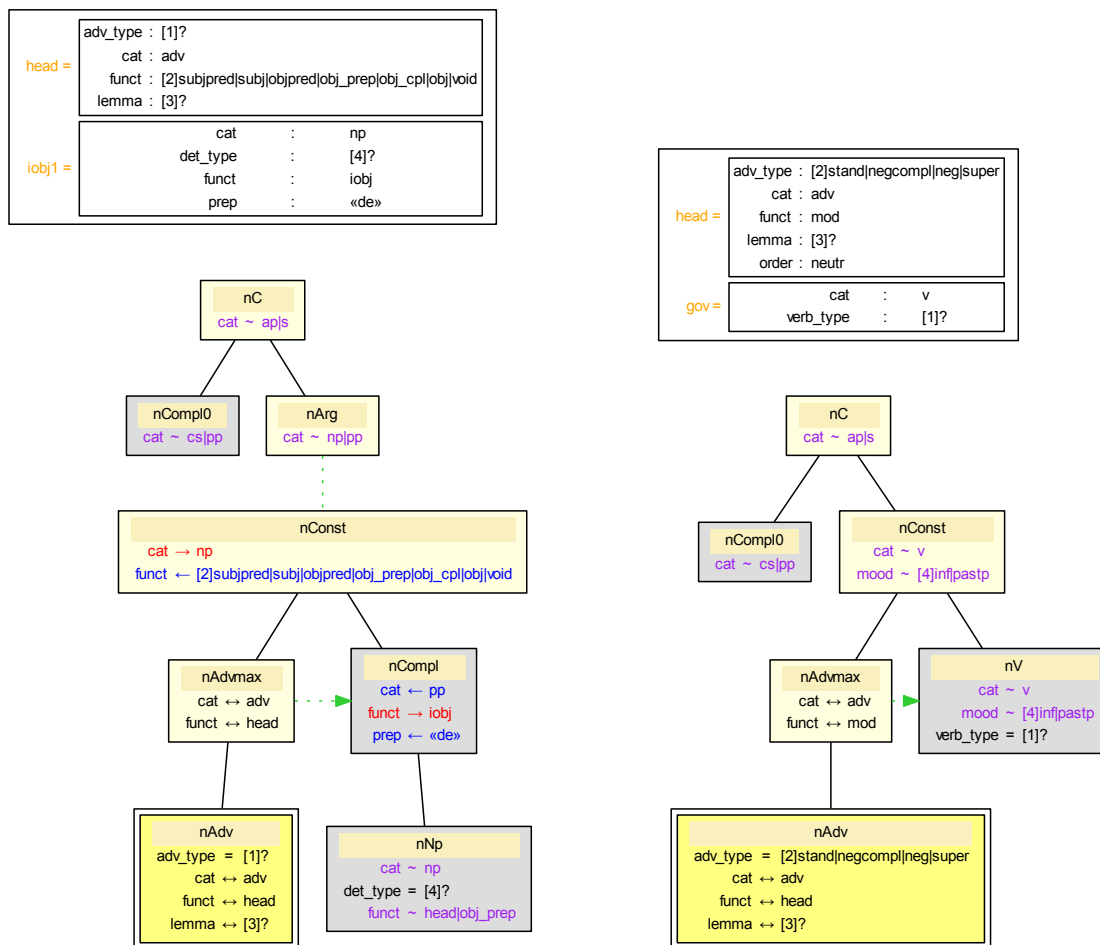 head =
adv_type : [1]?
cat : adv
funct : [2]subjpred|subj|objpred|obj_prep|obj_cpl|obj|void
lemma : [3]?
iobj1 =
cat : np
det_type : [4]?
funct : iobj
prep : «de»
nC
cat ~ ap|s
nCompl0
cat ~ cs|pp
nArg
cat ~ np|pp
nConst
cat → np
funct ← [2]subjpred|subj|objpred|obj_prep|obj_cpl|obj|void
nAdvmax
cat ↔ adv
funct ↔ head
nCompl
cat ← pp
funct → iobj
prep ← «de»
nAdv
adv_type = [1]?
cat ↔ adv
funct ↔ head
lemma ↔ [3]?
nNp
cat ~ np
det_type = [4]?
funct ~ head|obj_prep
head =
adv_type : [2]stand|negcompl|neg|super
cat : adv
funct : mod
lemma : [3]?
order : neutr
gov =
cat : v
verb_type : [1]?
nC
cat ~ ap|s
nCompl0
cat ~ cs|pp
nConst
cat ~ v
mood ~ [4]inf|pastp
nAdvmax
cat ↔ adv
funct ↔ mod
nV
cat ~ v
mood ~ [4]inf|pastp
verb_type = [1]?
nAdv
adv_type = [2]stand|negcompl|neg|super
cat ↔ adv
funct ↔ head
lemma ↔ [3]?